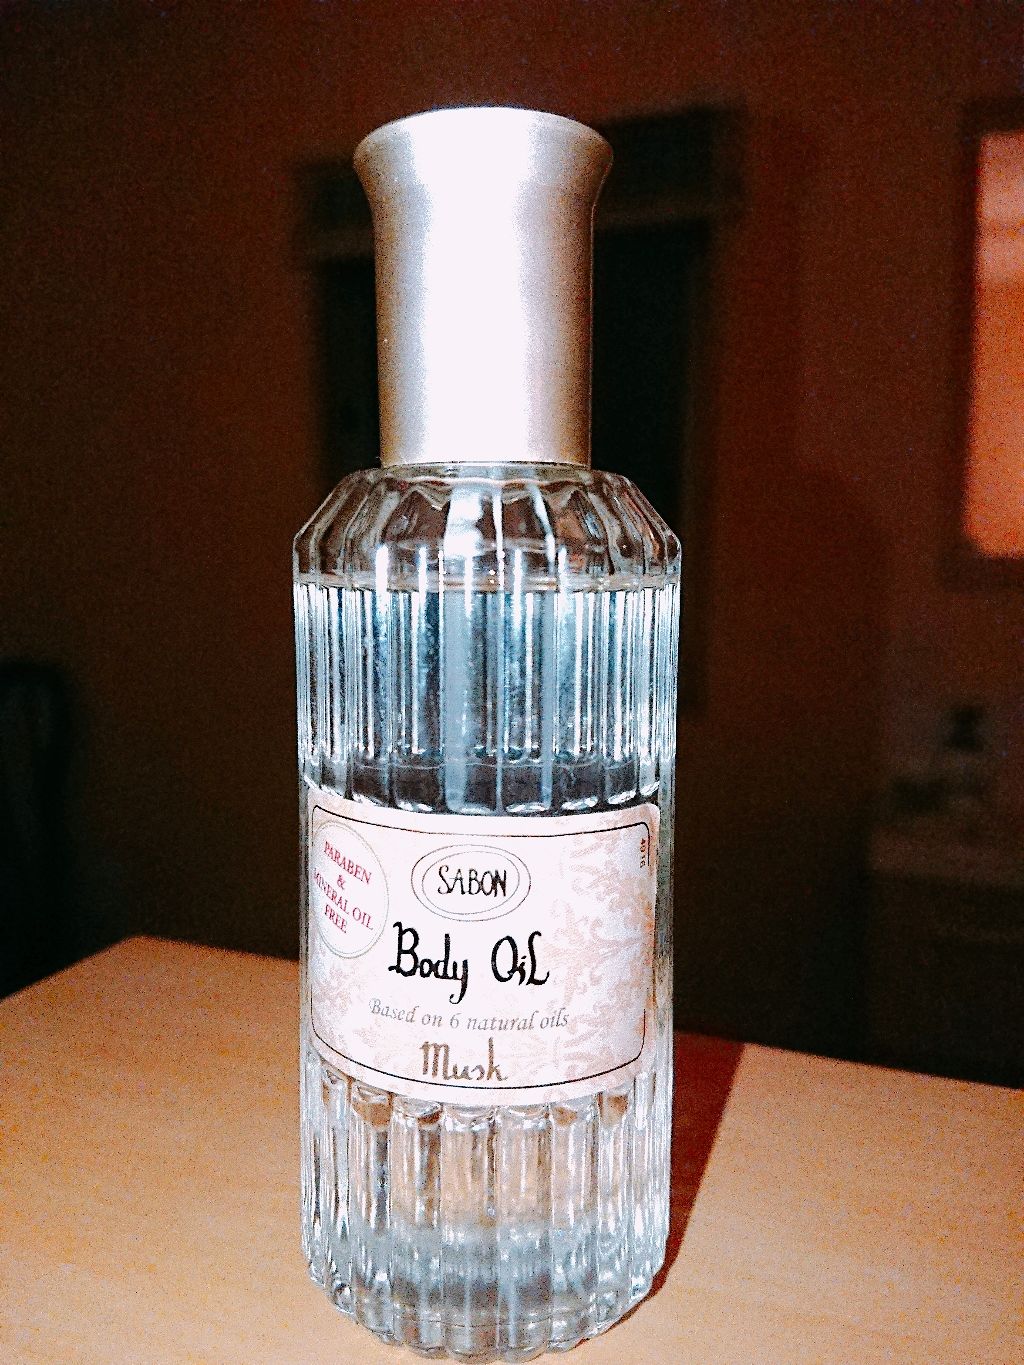 PARABEN
&
MINERAL OIL
FREE
SABON
Body Oil
Based on 6 natural oils
Musk